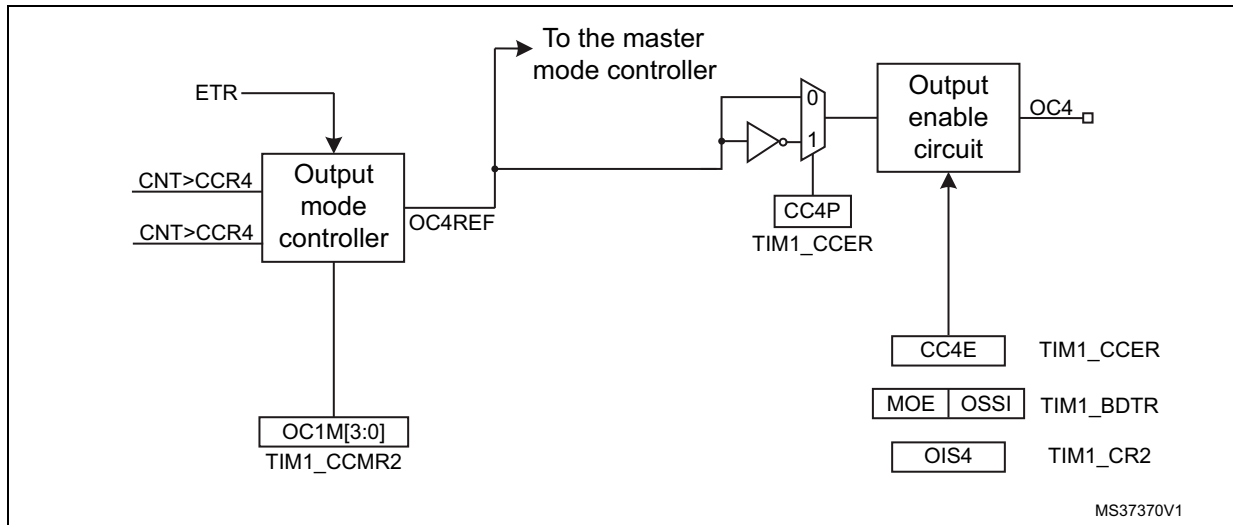 To the master
mode controller
ETR
CNT>CCR4
CNT>CCR4
Output
mode
controller
OC4REF
OC1M[3:0]
TIM1_CCMR2
0
1
CC4P
TIM1_CCER
Output
enable
circuit
OC4
CC4E TIM1_CCER
MOE OSSI TIM1_BDTR
OIS4 TIM1_CR2
MS37370V1